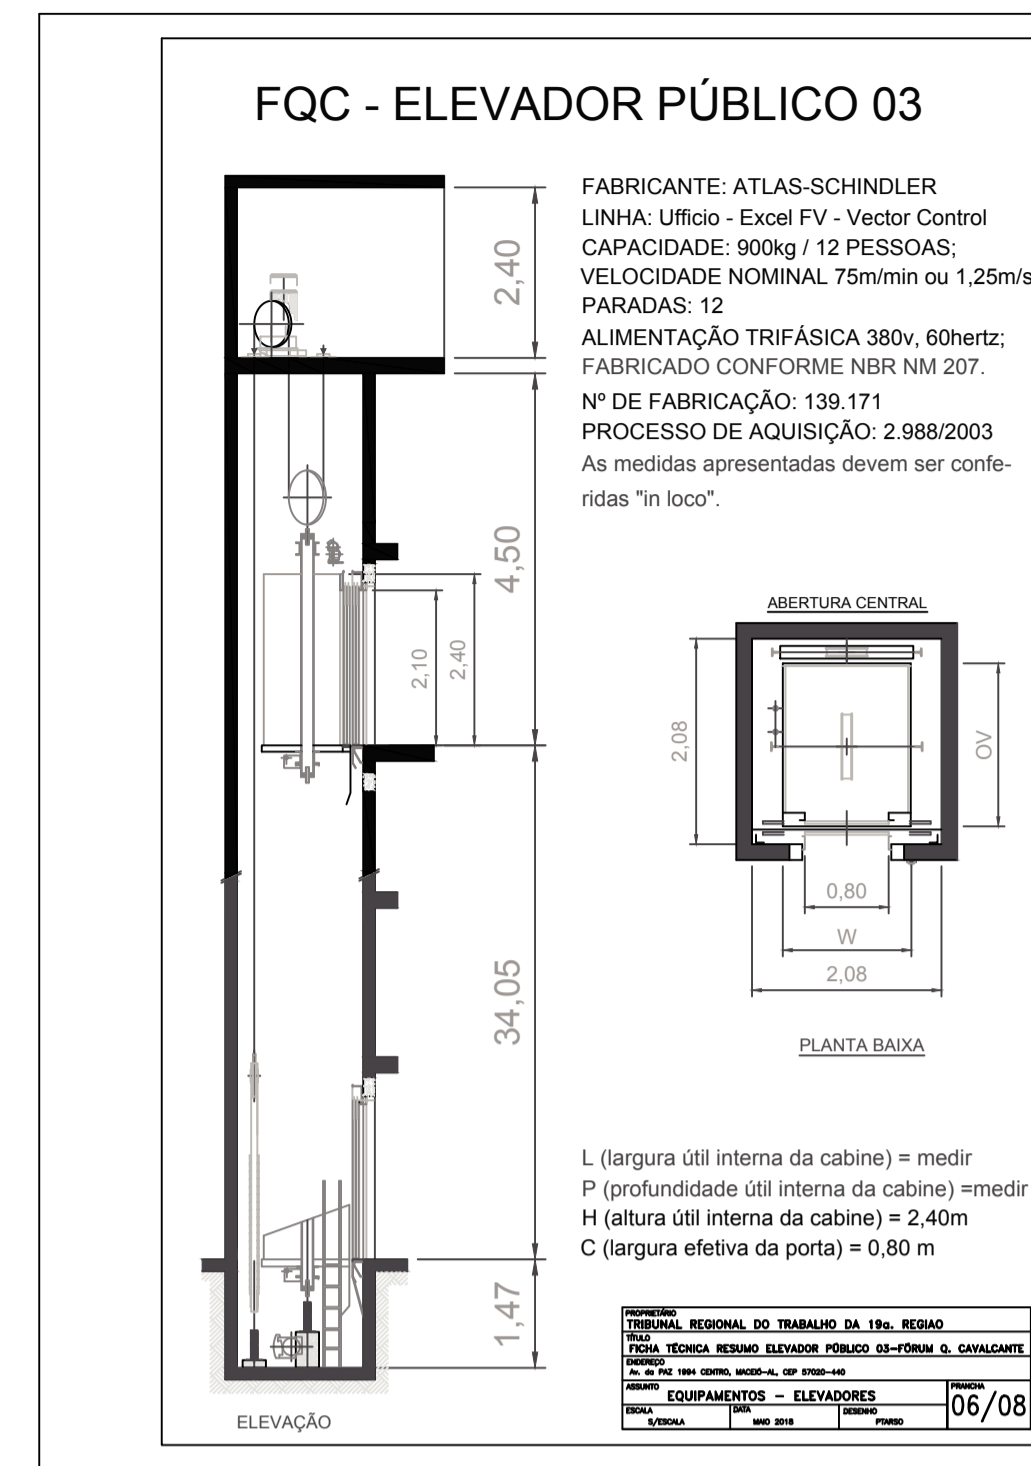 FQC - ELEVADOR PÚBLICO 03
FABRICANTE: ATLAS-SCHINDLER
LINHA: Ufficio - Excel FV - Vector Control
CAPACIDADE: 900kg / 12 PESSOAS;
VELOCIDADE NOMINAL 75m/min ou 1,25m/s
PARADAS: 12
ALIMENTAÇÃO TRIFÁSICA 380v, 60hertz;
FABRICADO CONFORME NBR NM 207.
Nº DE FABRICAÇÃO: 139.171
PROCESSO DE AQUISIÇÃO: 2.988/2003
As medidas apresentadas devem ser confe-
ridas "in loco".
2,40
4,50
2,10
2,40
34,05
1,47
ELEVAÇÃO
ABERTURA CENTRAL
2,08
OV
0,80
W
2,08
PLANTA BAIXA
L (largura útil interna da cabine) = medir
P (profundidade útil interna da cabine) =medir
H (altura útil interna da cabine) = 2,40m
C (largura efetiva da porta) = 0,80 m
PROPRIETÁRIO
TRIBUNAL REGIONAL DO TRABALHO DA 19a. REGIAO
TÍTULO
FICHA TÉCNICA RESUMO ELEVADOR PÚBLICO 03-FÓRUM Q. CAVALCANTE
ENDEREÇO
Av. da PAZ 1994 CENTRO, MACEIÓ-AL, CEP 57020-440
ASSUNTO
EQUIPAMENTOS - ELEVADORES
PRANCHA
06/08
ESCALA
S/ESCALA
DATA
MAIO 2018
DESENHO
PTARSO